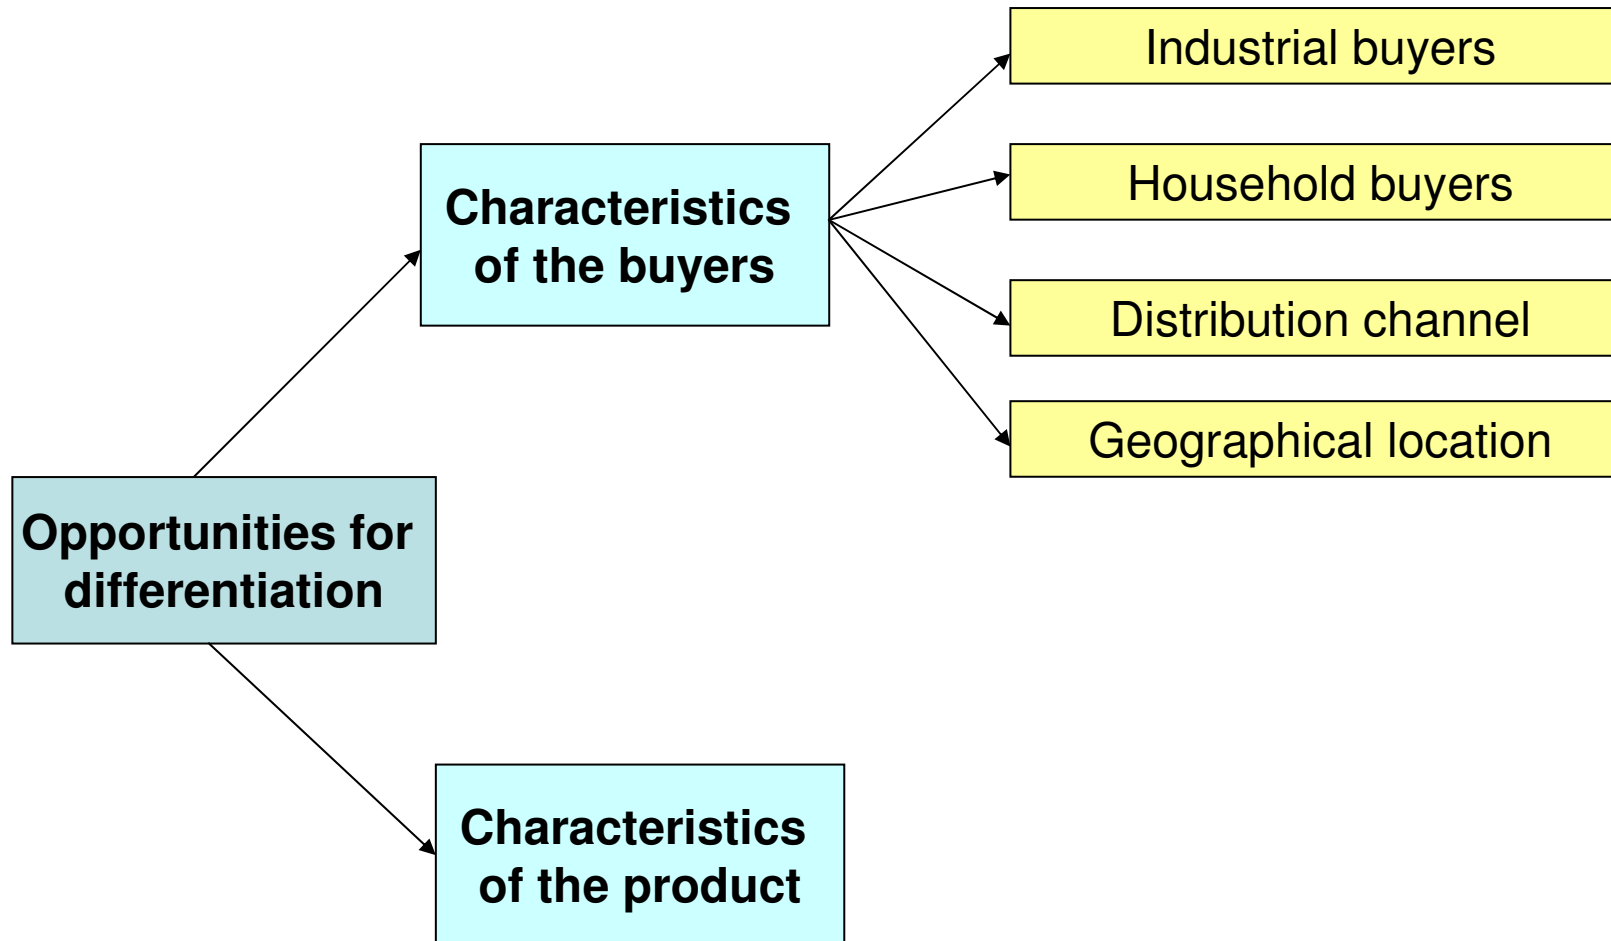 Industrial buyers
Characteristics
of the buyers
Household buyers
Distribution channel
Geographical location
Opportunities for
differentiation
Characteristics
of the product